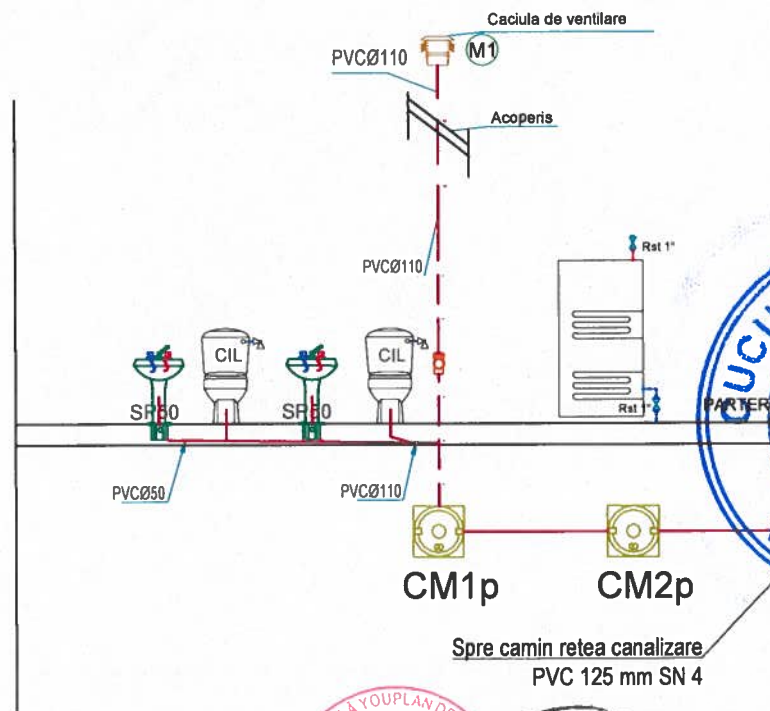 Caciula de ventilare
PVCØ110
M1
Acoperis
PVCØ110
Rst 1"
CIL
CIL
SP50
SP50
Rst 1"
PARTER
PVCØ50
PVCØ110
CM1p
CM2p
Spre camin retea canalizare
PVC 125 mm SN 4
YOUPLAN